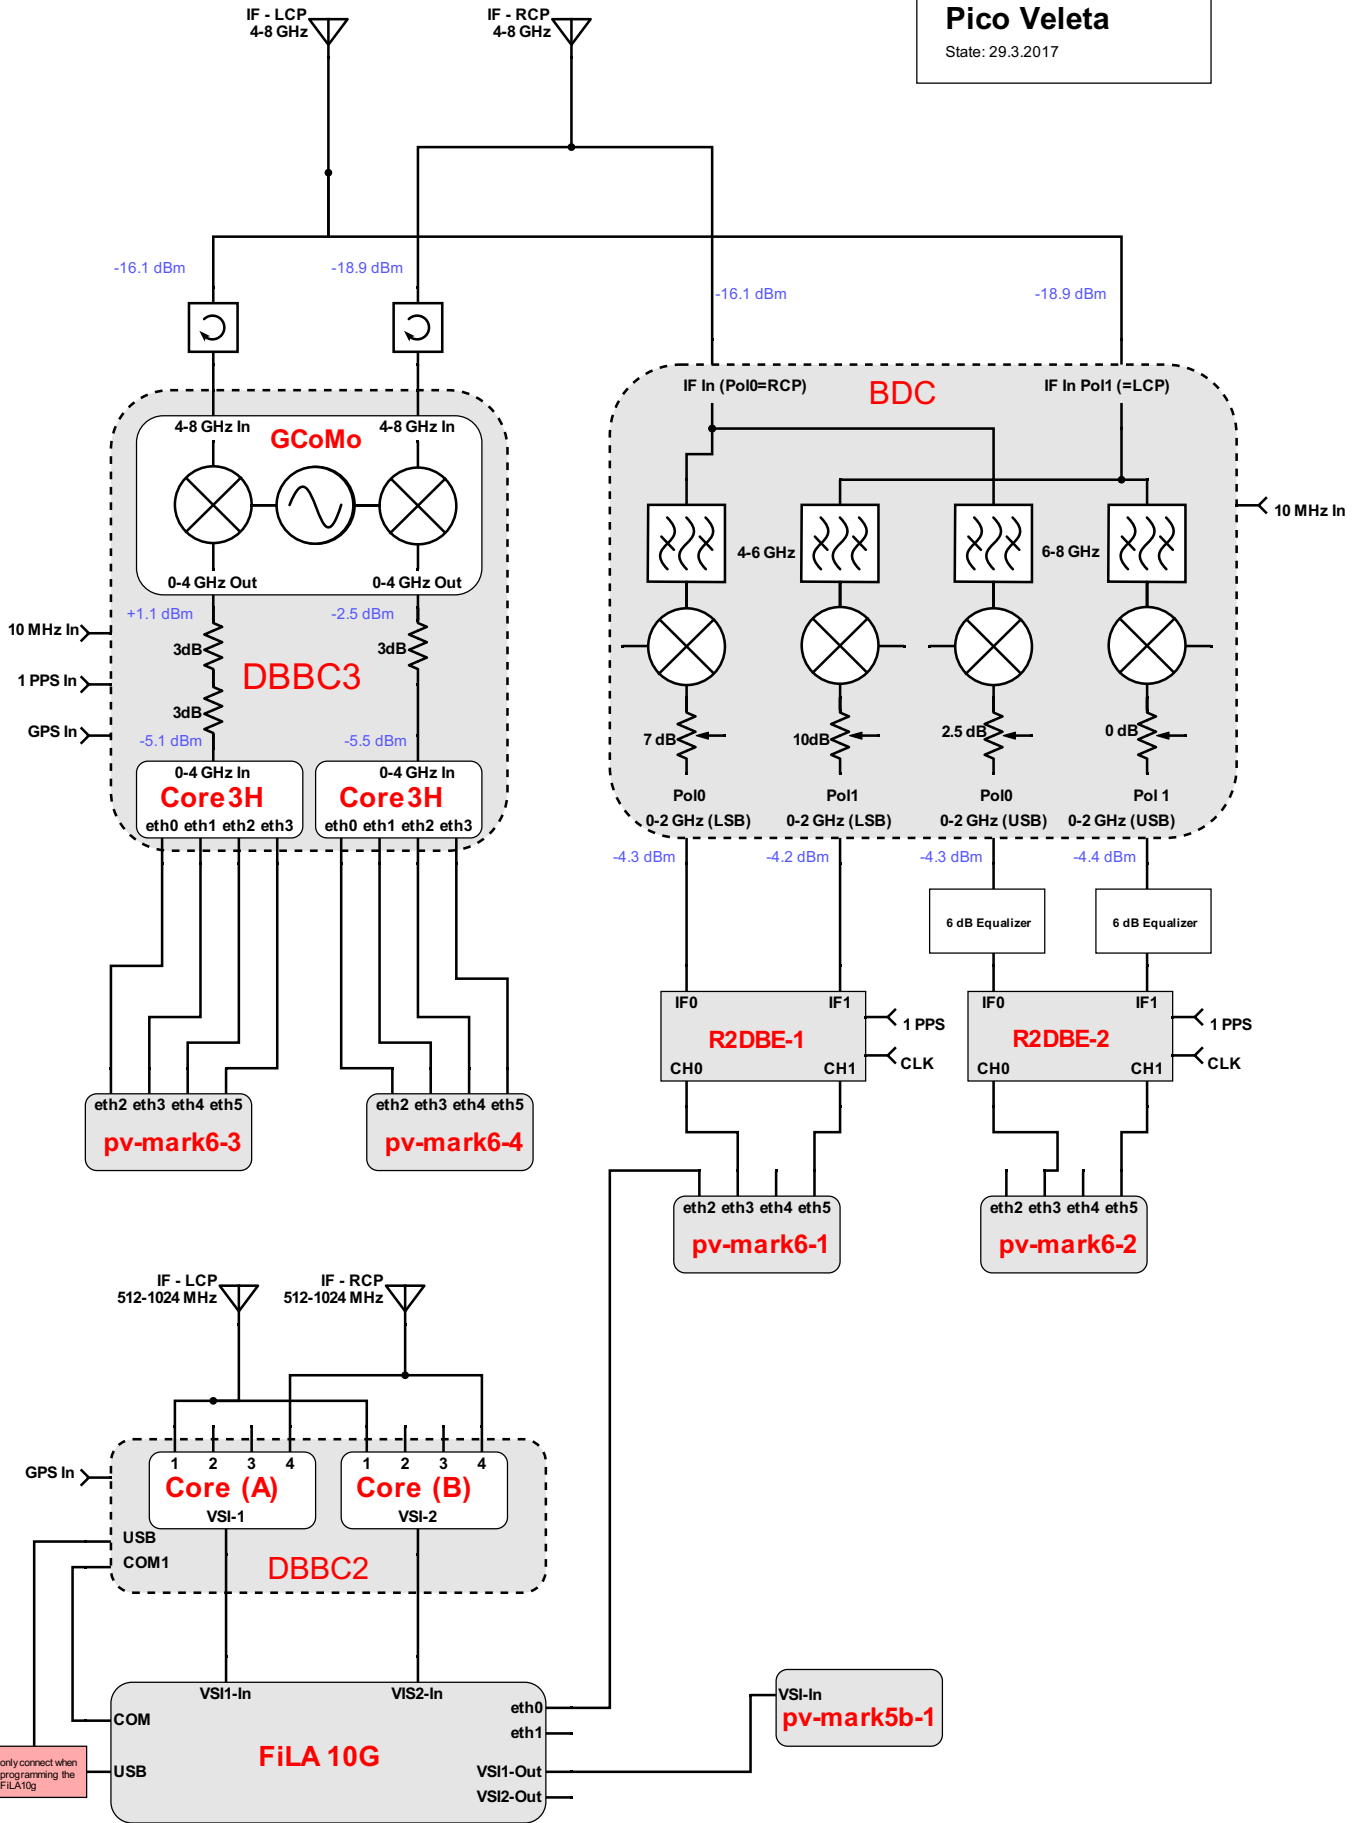 IF - LCP
4-8 GHz
IF - RCP
4-8 GHz
Pico Veleta
State: 29.3.2017
-16.1 dBm
-18.9 dBm
-16.1 dBm
-18.9 dBm
IF In (Pol0=RCP)
BDC
IF In Pol1 (=LCP)
4-8 GHz In
GCoMo
4-8 GHz In
10 MHz In
4-6 GHz
6-8 GHz
0-4 GHz Out
0-4 GHz Out
+1.1 dBm
-2.5 dBm
10 MHz In
3dB
3dB
1 PPS In
DBBC3
3dB
GPS In
-5.1 dBm
-5.5 dBm
7 dB
10dB
2.5 dB
0 dB
0-4 GHz In
Core3H
eth0 eth1 eth2 eth3
0-4 GHz In
Core3H
eth0 eth1 eth2 eth3
Pol0
0-2 GHz (LSB)
Pol1
0-2 GHz (LSB)
Pol0
0-2 GHz (USB)
Pol 1
0-2 GHz (USB)
-4.3 dBm
-4.2 dBm
-4.3 dBm
-4.4 dBm
6 dB Equalizer
6 dB Equalizer
IF0
IF1
R2DBE-1
CH0
CH1
1 PPS
CLK
IF0
IF1
R2DBE-2
CH0
CH1
1 PPS
CLK
eth2 eth3 eth4 eth5
pv-mark6-3
eth2 eth3 eth4 eth5
pv-mark6-4
eth2 eth3 eth4 eth5
pv-mark6-1
eth2 eth3 eth4 eth5
pv-mark6-2
IF - LCP
512-1024 MHz
IF - RCP
512-1024 MHz
GPS In
1 2 3 4
Core (A)
VSI-1
1 2 3 4
Core (B)
VSI-2
USB
COM1
DBBC2
VSI1-In
VIS2-In
COM
USB
FiLA 10G
eth0
eth1
VSI1-Out
VSI2-Out
VSI-In
pv-mark5b-1
only connect when
programming the
FiLA10g